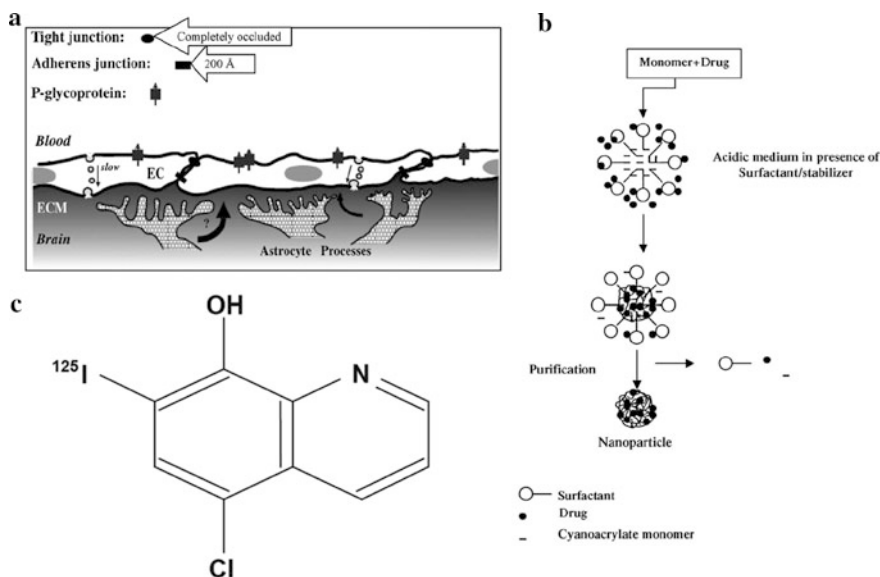 a
Tight junction: Completely occluded
Adherens junction: 200 Å
P-glycoprotein:
Blood
slow
EC
ECM
?
Brain
Astrocyte Processes
b
Monomer+Drug
Acidic medium in presence of
Surfactant/stabilizer
Purification
Nanoparticle
Surfactant
Drug
Cyanoacrylate monomer
c
OH
125I
N
Cl